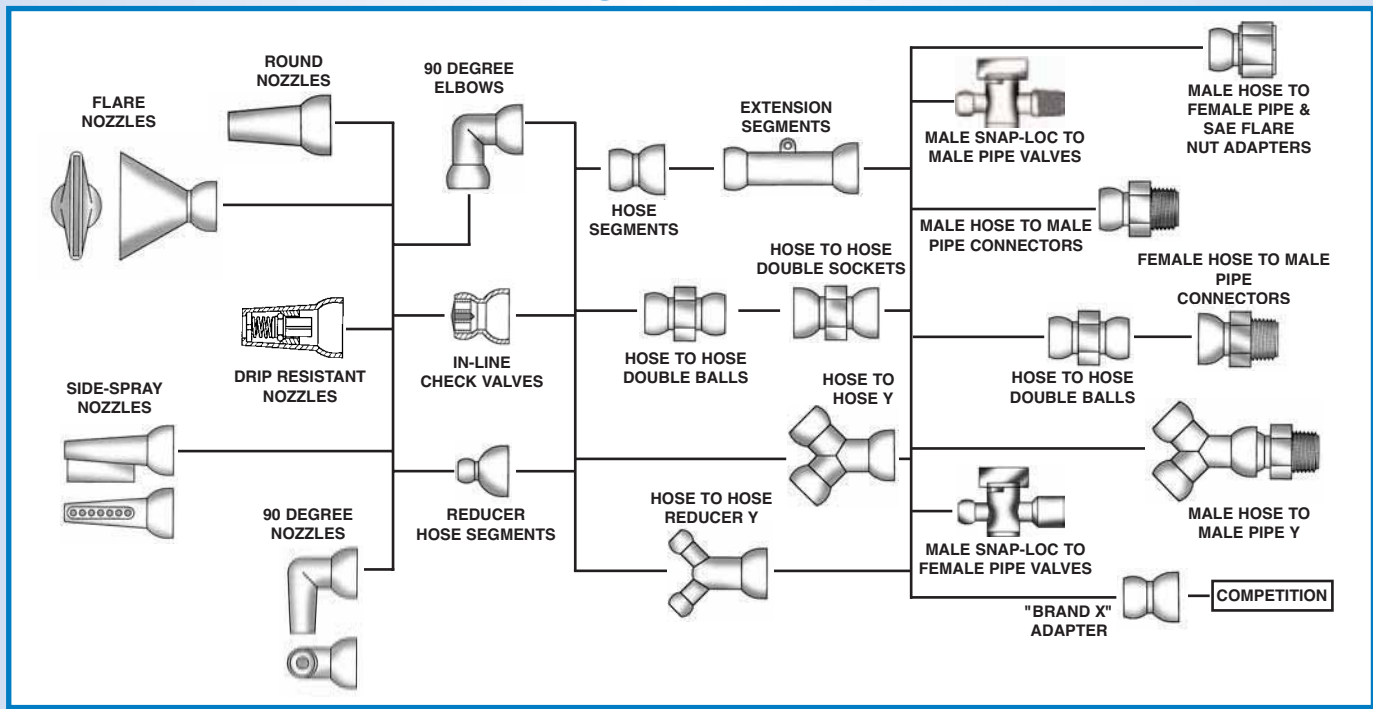 ROUND
NOZZLES
FLARE
NOZZLES
DRIP RESISTANT
NOZZLES
SIDE-SPRAY
NOZZLES
90 DEGREE
NOZZLES
90 DEGREE
ELBOWS
IN-LINE
CHECK VALVES
REDUCER
HOSE SEGMENTS
HOSE
SEGMENTS
EXTENSION
SEGMENTS
HOSE TO HOSE
DOUBLE BALLS
HOSE TO HOSE
DOUBLE SOCKETS
HOSE TO
HOSE Y
HOSE TO HOSE
REDUCER Y
MALE SNAP-LOC TO
MALE PIPE VALVES
MALE HOSE TO
FEMALE PIPE &
SAE FLARE
NUT ADAPTERS
MALE HOSE TO MALE
PIPE CONNECTORS
FEMALE HOSE TO MALE
PIPE
CONNECTORS
HOSE TO HOSE
DOUBLE BALLS
MALE HOSE TO
MALE PIPE Y
MALE SNAP-LOC TO
FEMALE PIPE VALVES
"BRAND X"
ADAPTER
COMPETITION